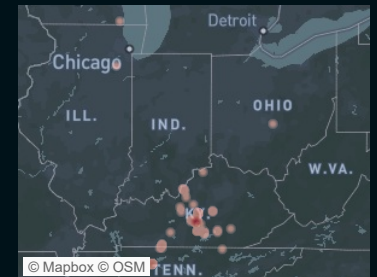 Detroit
Chicago
OHIO
ILL.
IND.
W.VA.
KY.
TENN.
© Mapbox © OSM